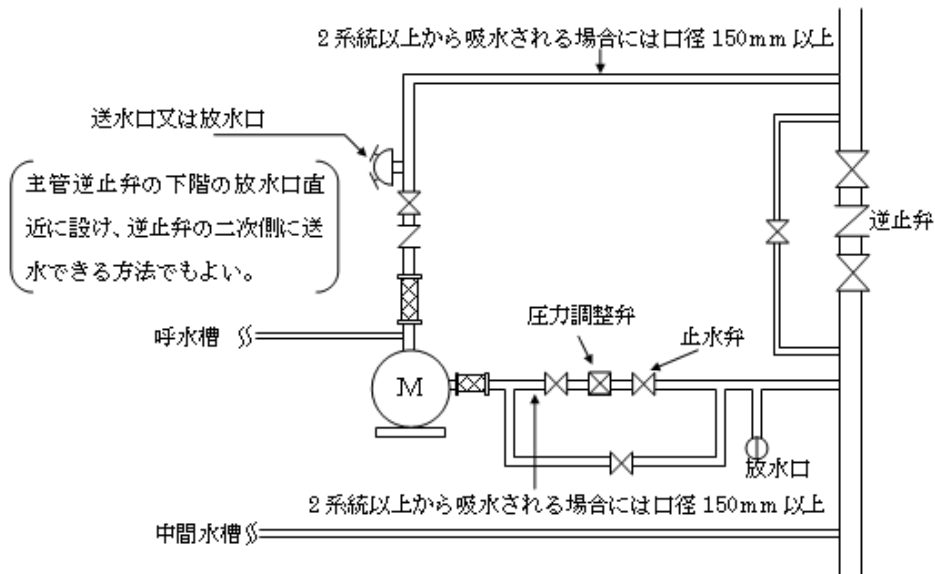 2系統以上から吸水される場合には口径150mm以上
送水口又は放水口
主管逆止弁の下階の放水口直
近に設け、逆止弁の二次側に送
水できる方法でもよい。
逆止弁
呼水槽
圧力調整弁
止水弁
M
放水口
2系統以上から吸水される場合には口径150mm以上
中間水槽